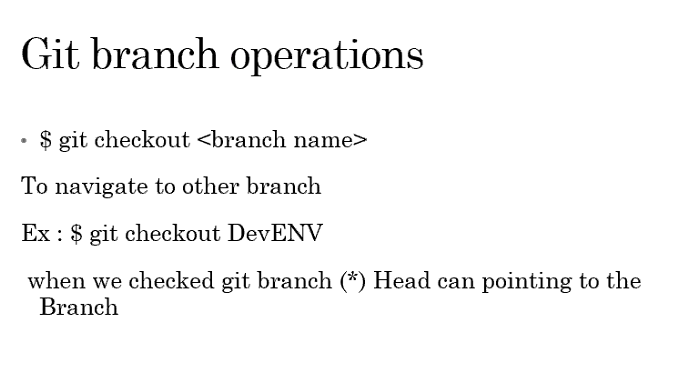 Git branch operations
• $ git checkout <branch name>
To navigate to other branch
Ex : $ git checkout DevENV
when we checked git branch (*) Head can pointing to the
Branch